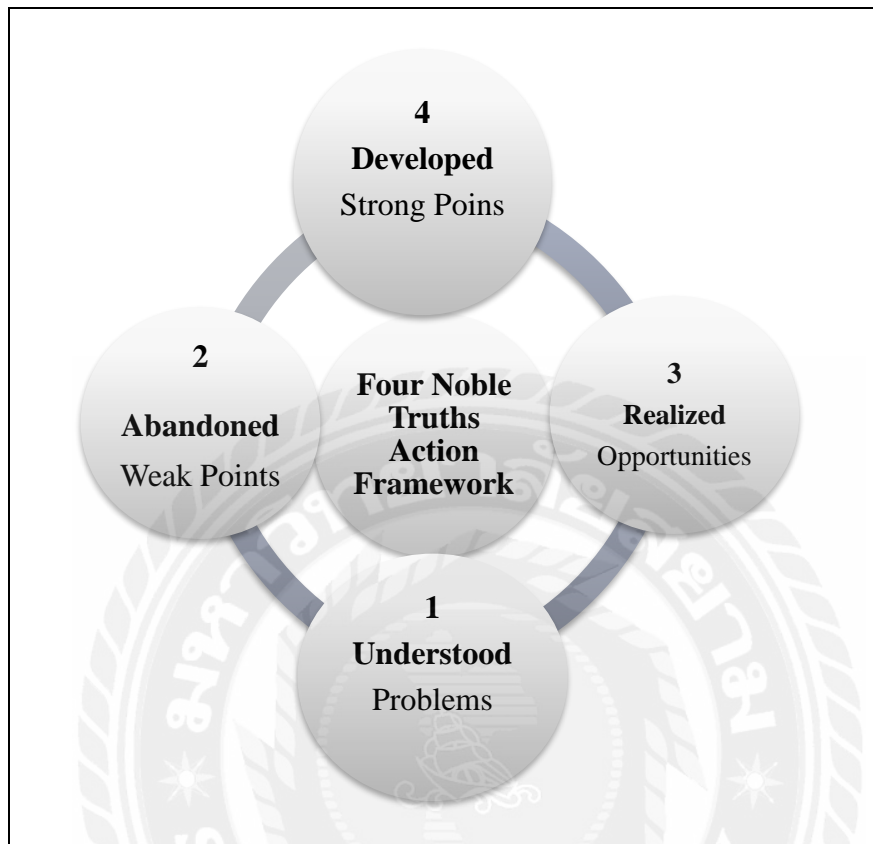 4
Developed
Strong Poins
2
Abandoned
Weak Points
Four Noble
Truths
Action
Framework
3
Realized
Opportunities
1
Understood
Problems